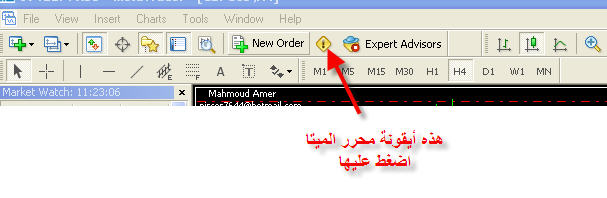 File View Insert Charts Tools Window Help
New Order Expert Advisors
A T M1 M5 M15 M30 H1 H4 D1 W1 MN
Market Watch: 11:23:06
Mahmoud Amer
هذه أيقونة محرر الميتا
اضغط عليها